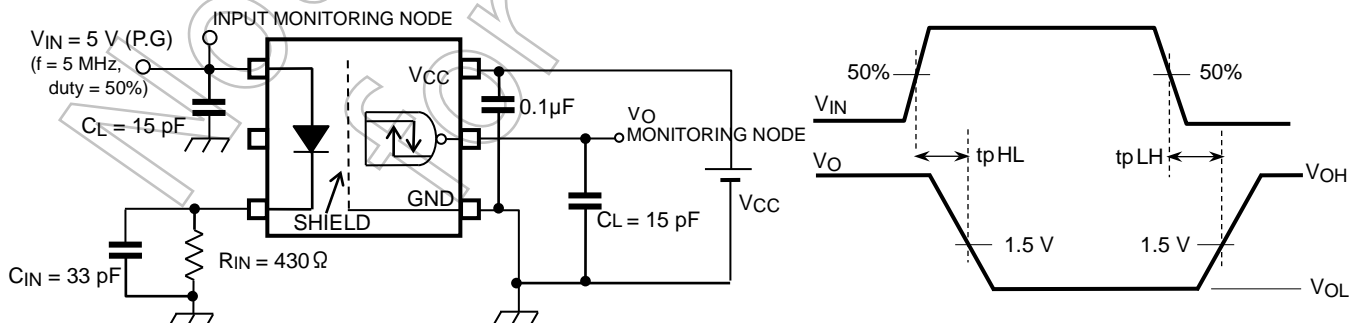 INPUT MONITORING NODE
VIN = 5 V (P.G)
(f = 5 MHz,
duty = 50%)
CL = 15 pF
VCC
0.1μF
VO
MONITORING NODE
GND
SHIELD
CL = 15 pF
VCC
CIN = 33 pF
RIN = 430 Ω
50%
50%
VIN
tpHL
tpLH
VO
VOH
1.5 V
1.5 V
VOL